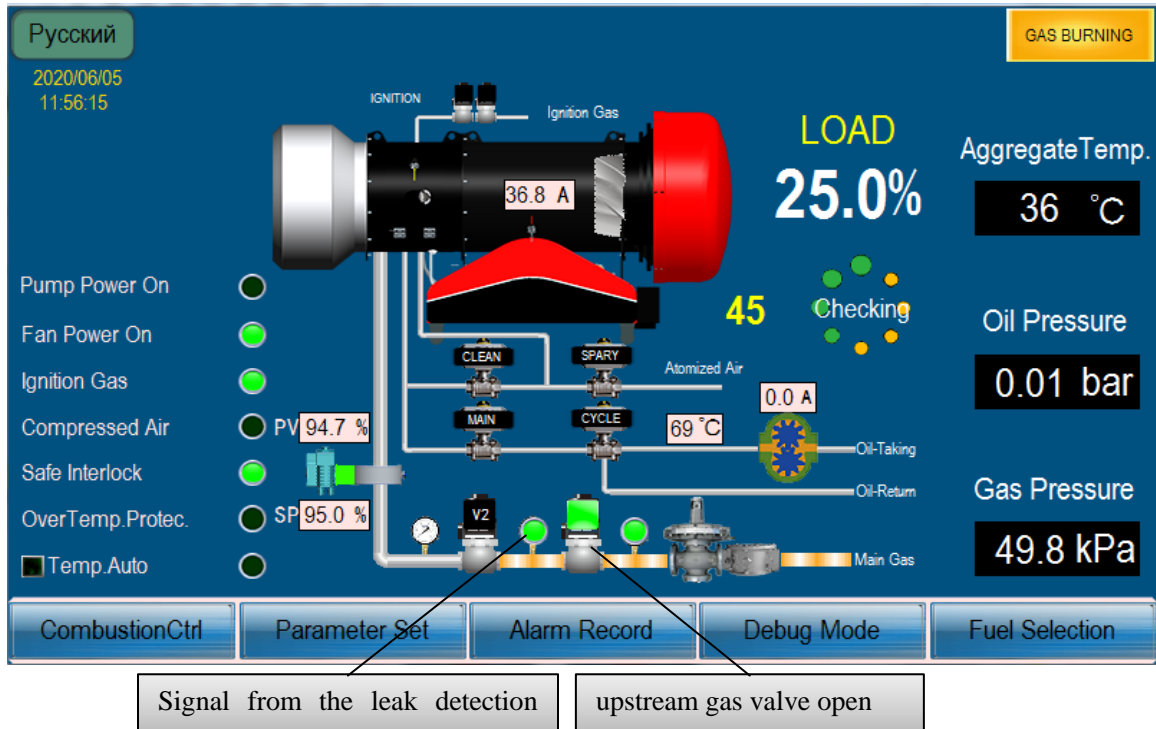 Русский
GAS BURNING
2020/06/05
11:56:15
IGNITION
Ignition Gas
LOAD
25.0%
AggregateTemp.
36 °C
36.8 A
Pump Power On
Fan Power On
Ignition Gas
Compressed Air
Safe Interlock
OverTemp.Protec.
Temp.Auto
PV 94.7 %
SP 95.0 %
45
Checking
Oil Pressure
0.01 bar
CLEAN
SPARY
Atomized Air
0.0 A
MAIN
CYCLE
69 °C
Oil-Taking
Oil-Return
V2
Main Gas
Gas Pressure
49.8 kPa
CombustionCtrl
Parameter Set
Alarm Record
Debug Mode
Fuel Selection
Signal from the leak detection
upstream gas valve open